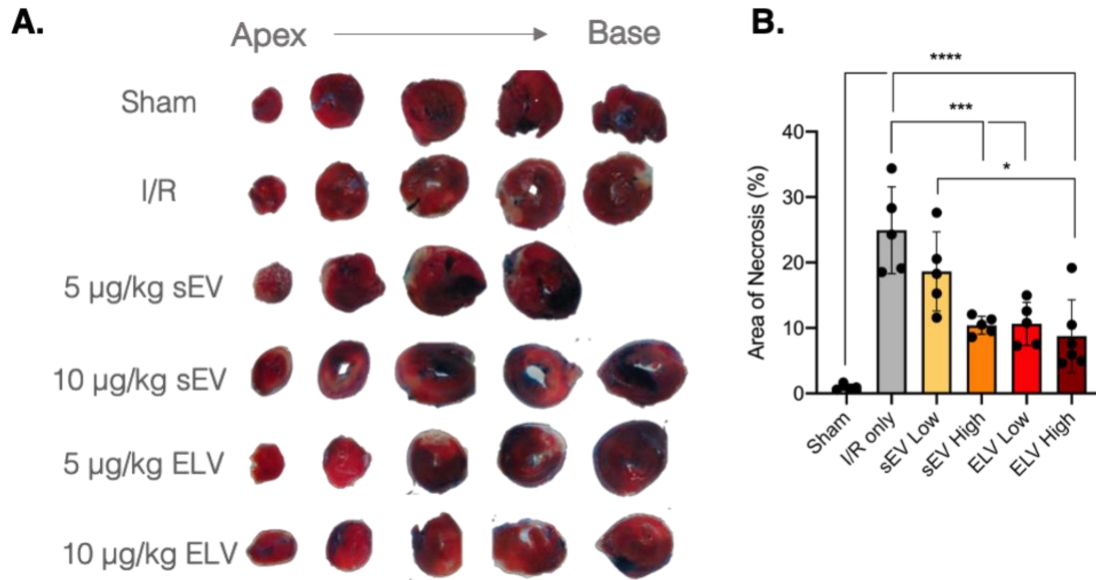 A.
Apex
Base
Sham
I/R
5 µg/kg sEV
10 µg/kg sEV
5 µg/kg ELV
10 µg/kg ELV
B.
****
***
*
Area of Necrosis (%)
40
30
20
10
0
Sham
I/R only
sEV Low
sEV High
ELV Low
ELV High